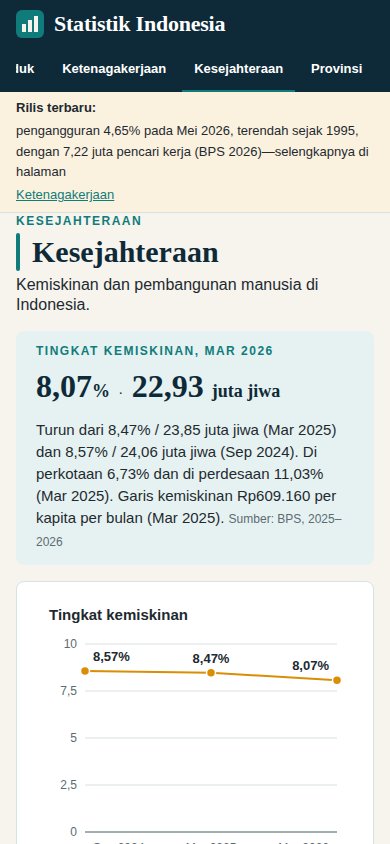 Statistik Indonesia
Ketenagakerjaan Kesejahteraan Provinsi
Rilis terbaru:
pengangguran 4,65% pada Mei 2026, terendah sejak 1995,
dengan 7,22 juta pencari kerja (BPS 2026)—selengkapnya di
halaman
Ketenagakerjaan
KESEJAHTERAAN
Kesejahteraan
Kemiskinan dan pembangunan manusia di
Indonesia.
TINGKAT KEMISKINAN, MAR 2026
8,07% · 22,93 juta jiwa
Turun dari 8,47% / 23,85 juta jiwa (Mar 2025)
dan 8,57% / 24,06 juta jiwa (Sep 2024). Di
perkotaan 6,73% dan di perdesaan 11,03%
(Mar 2025). Garis kemiskinan Rp609.160 per
kapita per bulan (Mar 2025). Sumber: BPS, 2025–
2026
Tingkat kemiskinan
10
8,57% 8,47% 8,07%
7,5
5
2,5
0